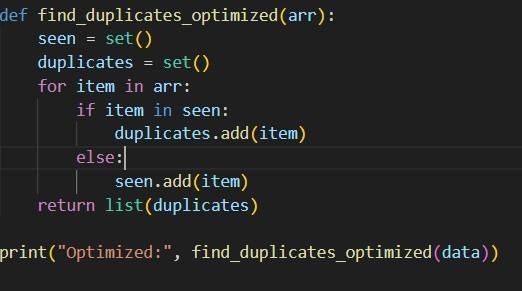 def find_duplicates_optimized(arr):
    seen = set()
    duplicates = set()
    for item in arr:
        if item in seen:
            duplicates.add(item)
        else:
            seen.add(item)
    return list(duplicates)

print("Optimized:", find_duplicates_optimized(data))